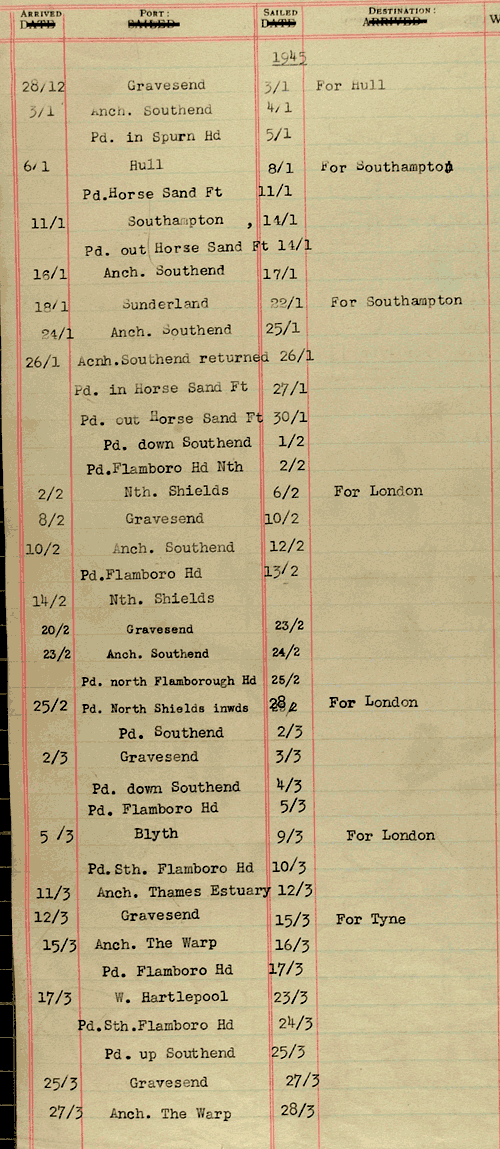 ARRIVED PORT: SAILED DESTINATION:
DATE SAILED DATE ARRIVED W
1945
28/12 Gravesend 3/1 For Hull
3/1 Anch. Southend 4/1
Pd. in Spurn Hd 5/1
6/1 Hull 8/1 For Southampton
Pd.Horse Sand Ft 11/1
11/1 Southampton , 14/1
Pd. out Horse Sand Ft 14/1
16/1 Anch. Southend 17/1
18/1 Sunderland 22/1 For Southampton
24/1 Anch. Southend 25/1
26/1 Acnh.Southend returned 26/1
Pd. in Horse Sand Ft 27/1
Pd. out Horse Sand Ft 30/1
Pd. down Southend 1/2
Pd.Flamboro Hd Nth 2/2
2/2 Nth. Shields 6/2 For London
8/2 Gravesend 10/2
10/2 Anch. Southend 12/2
Pd.Flamboro Hd 13/2
14/2 Nth. Shields
20/2 Gravesend 23/2
23/2 Anch. Southend 24/2
Pd. north Flamborough Hd 25/2
25/2 Pd. North Shields inwds 28/2 For London
Pd. Southend 2/3
2/3 Gravesend 3/3
Pd. down Southend 4/3
Pd. Flamboro Hd 5/3
5 /3 Blyth 9/3 For London
Pd.Sth. Flamboro Hd 10/3
11/3 Anch. Thames Estuary 12/3
12/3 Gravesend 15/3 For Tyne
15/3 Anch. The Warp 16/3
Pd. Flamboro Hd 17/3
17/3 W. Hartlepool 23/3
Pd.Sth.Flamboro Hd 24/3
Pd. up Southend 25/3
25/3 Gravesend 27/3
27/3 Anch. The Warp 28/3